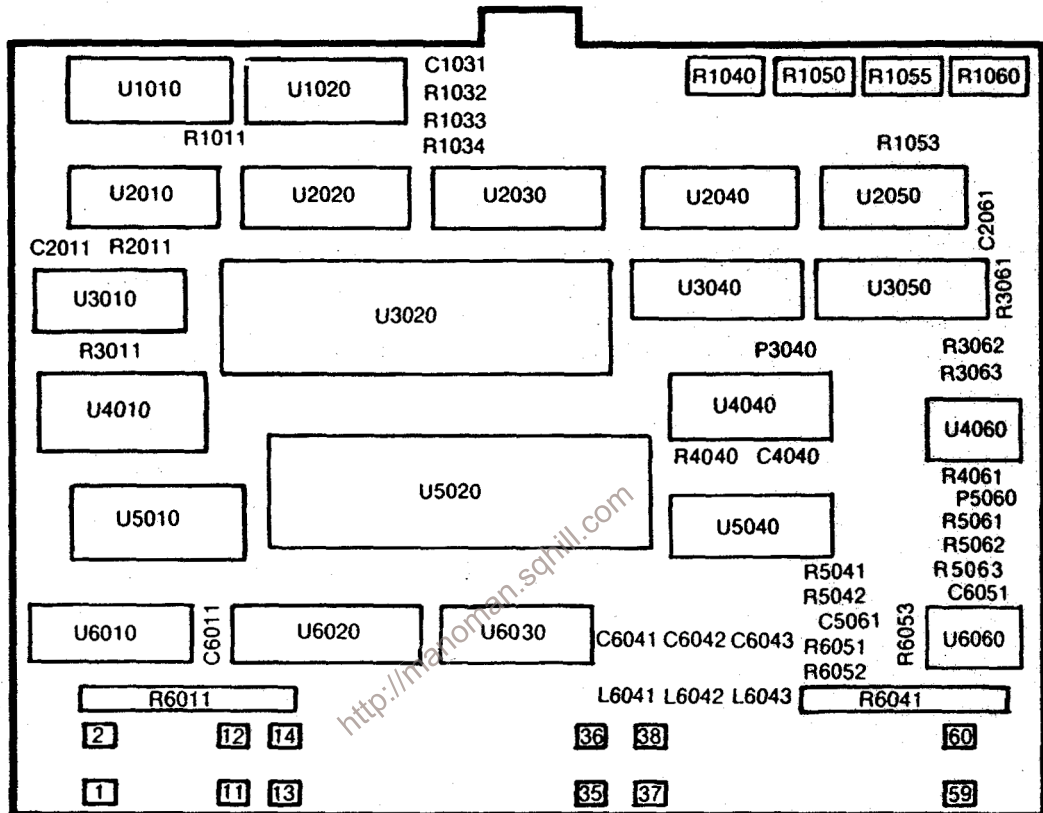 U1010 U1020 C1031 R1040 R1050 R1055 R1060
R1032
R1033
R1011 R1034 R1053
U2010 U2020 U2030 U2040 U2050 C2061
C2011 R2011
U3010 U3020 U3040 U3050 R3061
R3011 P3040 R3062
R3063
U4010 U4040 U4060
R4040 C4040
R4061
U5020 P5060
U5010 U5040 R5061
R5062
R5041 R5063
R5042 C6051
C5061
U6010 C6011 U6020 U6030 C6041 C6042 C6043 R6051 R6053 U6060
R6052
R6011 L6041 L6042 L6043 R6041
2 12 14 36 38 60
1 11 13 35 37 59
http://manoman.sqhill.com